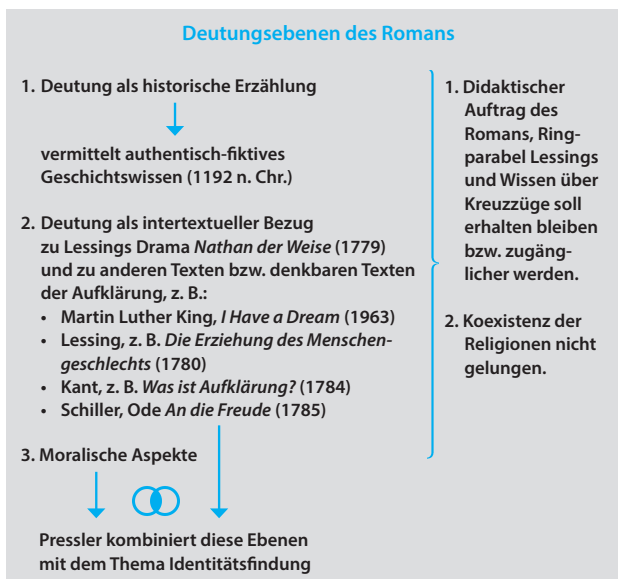 Deutungsebenen des Romans
1. Deutung als historische Erzählung
vermittelt authentisch-fiktives
Geschichtswissen (1192 n. Chr.)
2. Deutung als intertextueller Bezug
zu Lessings Drama Nathan der Weise (1779)
und zu anderen Texten bzw. denkbaren Texten
der Aufklärung, z. B.:
• Martin Luther King, I Have a Dream (1963)
• Lessing, z. B. Die Erziehung des Menschen-
geschlechts (1780)
• Kant, z. B. Was ist Aufklärung? (1784)
• Schiller, Ode An die Freude (1785)
3. Moralische Aspekte
Pressler kombiniert diese Ebenen
mit dem Thema Identitätsfindung
1. Didaktischer
Auftrag des
Romans, Ring-
parabel Lessings
und Wissen über
Kreuzzüge soll
erhalten bleiben
bzw. zugäng-
licher werden.
2. Koexistenz der
Religionen nicht
gelungen.